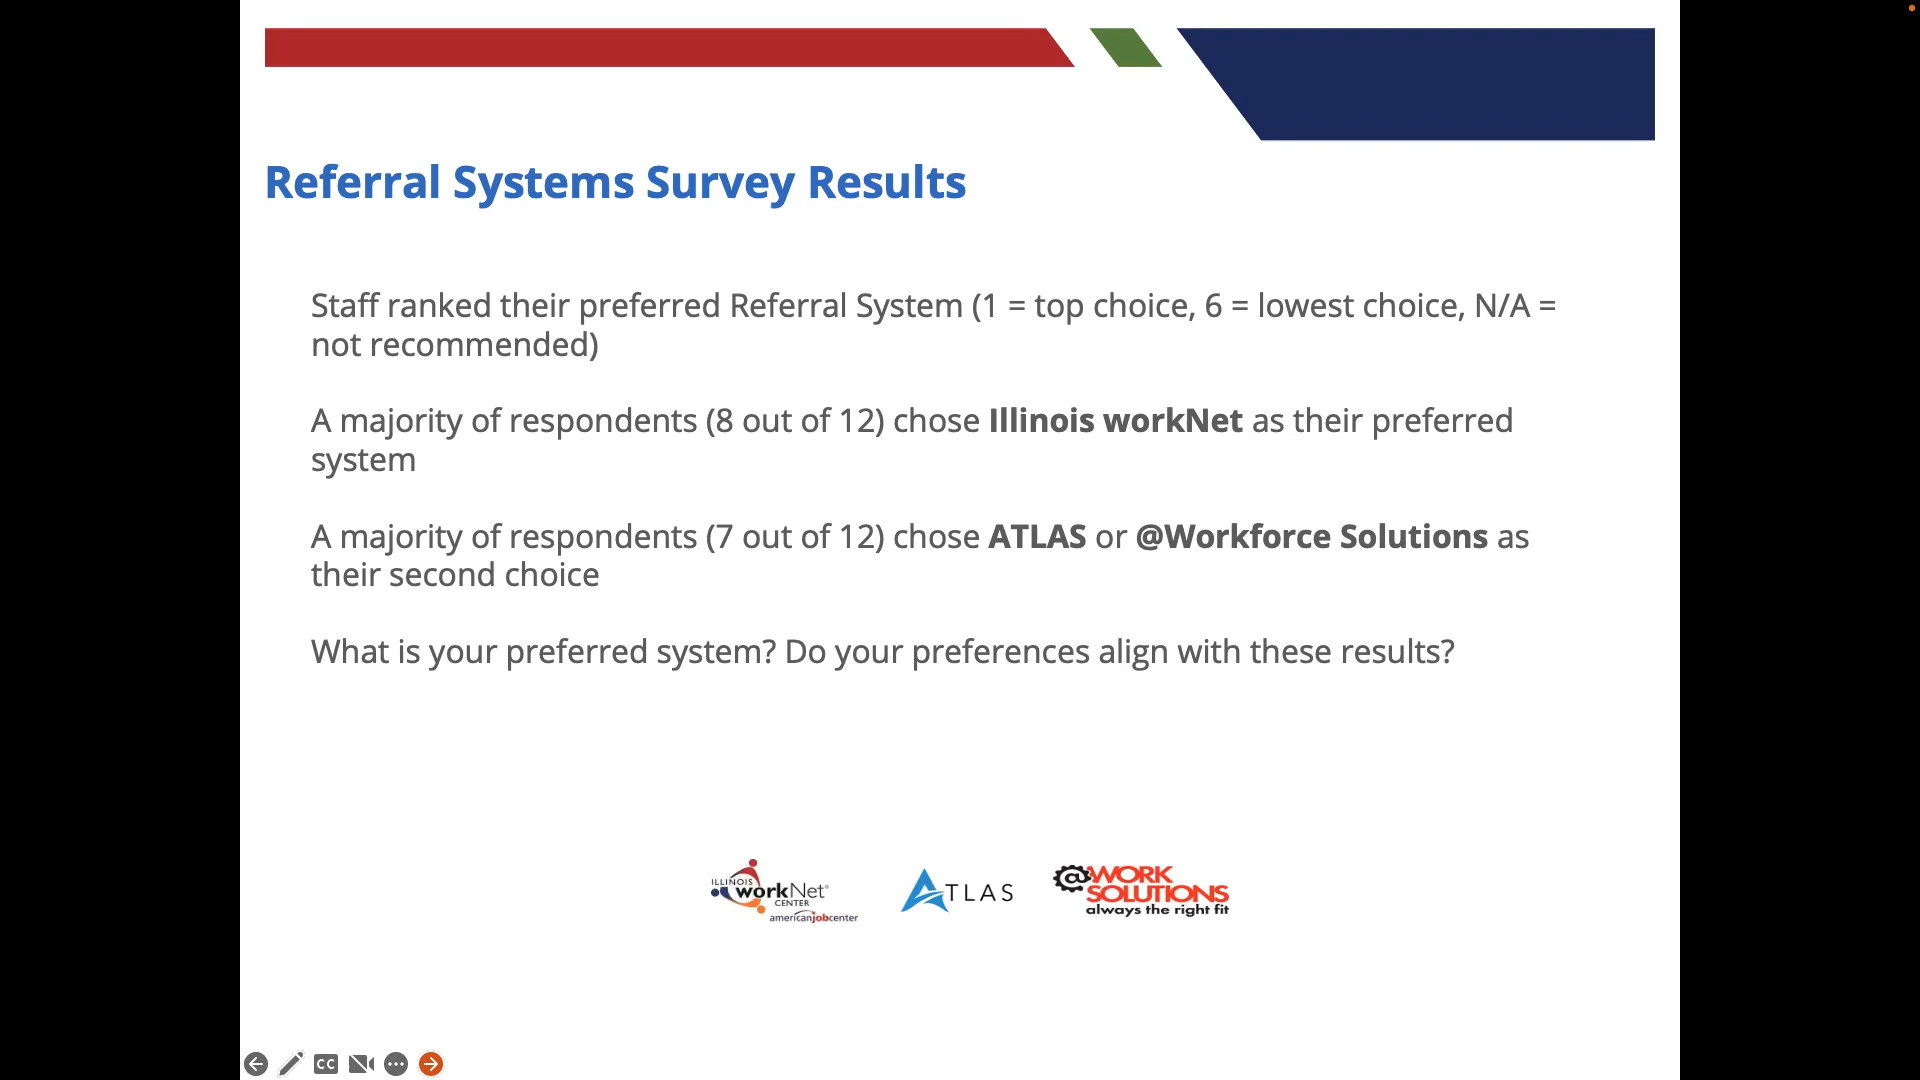 Referral Systems Survey Results
Staff ranked their preferred Referral System (1 = top choice, 6 = lowest choice, N/A =
not recommended)
A majority of respondents (8 out of 12) chose Illinois workNet as their preferred
system
A majority of respondents (7 out of 12) chose ATLAS or @Workforce Solutions as
their second choice
What is your preferred system? Do your preferences align with these results?
ILLINOIS
workNet®
CENTER
americanjobcenter
ATLAS
@WORK
SOLUTIONS
always the right fit
CC